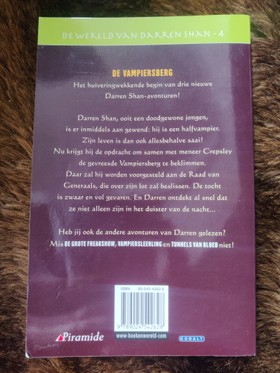 DE WERELD VAN DARREN SHAN - 4
DE VAMPIERSBERG
Het huiveringwekkende begin van drie nieuwe
Darren Shan-avonturen!
Darren Shan, ooit een doodgewone jongen,
is er inmiddels aan gewend: hij is een halfvampier.
Zijn leven is dan ook allesbehalve saai!
Nu krijgt hij de opdracht om samen met meneer Crepsley
de gevreesde Vampiersberg te beklimmen.
Daar zal hij worden voorgesteld aan de Raad van
Generaals, die over zijn lot zal beslissen. De tocht
is zwaar en vol gevaren. En Darren ontdekt al snel dat
ze niet alleen zijn in het duister van de nacht...
Heb jij ook de andere avonturen van Darren gelezen?
Mis DE GROTE FREAKSHOW, VAMPIERSLEERLING en TUNNELS VAN BLOED niet!
ISBN
Piramide
www.boekenwereld.com
KOBALT